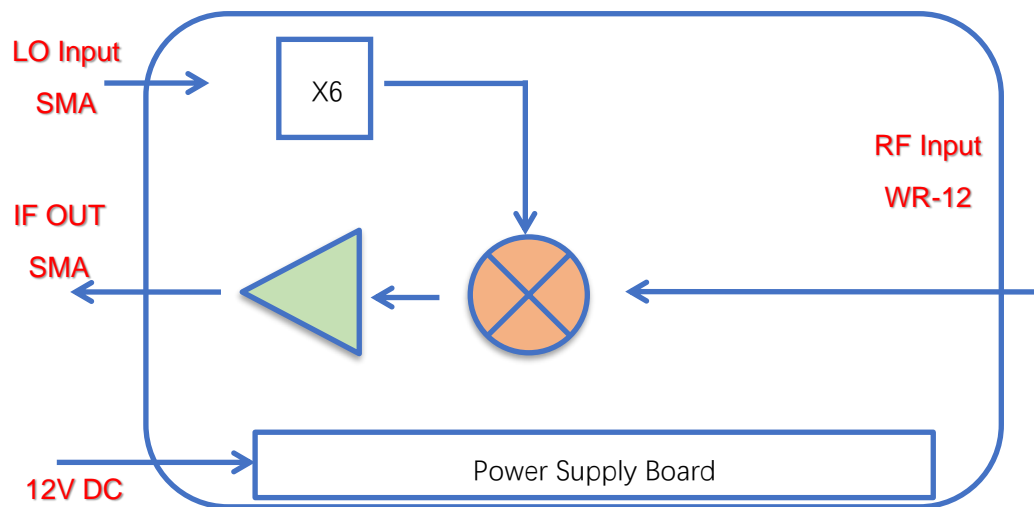 LO Input
SMA
X6
RF Input
WR-12
IF OUT
SMA
Power Supply Board
12V DC